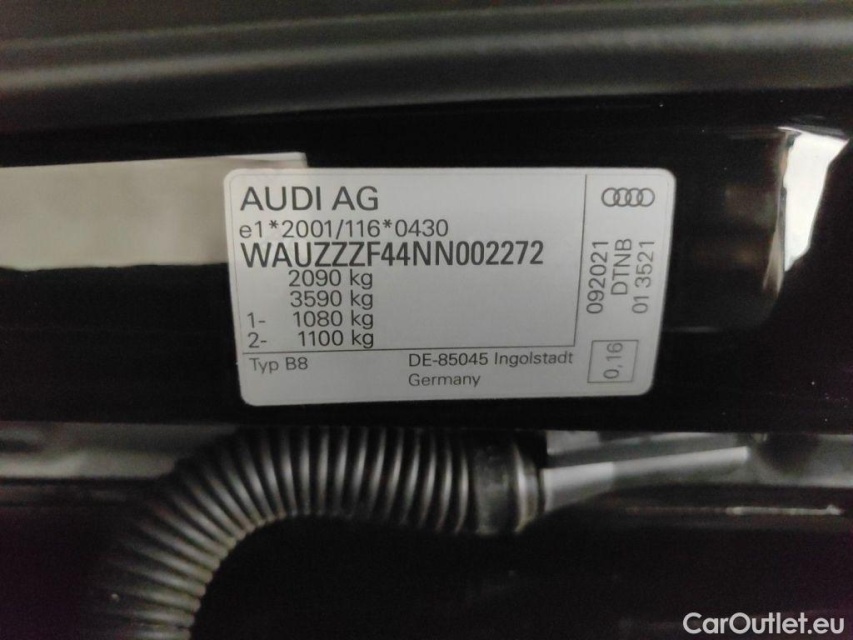 AUDI AG
e1*2001/116*0430
WAUZZZF44NN002272
2090 kg
3590 kg
1- 1080 kg
2- 1100 kg
Typ B8
DE-85045 Ingolstadt
Germany
092021
DTNB
01 3521
0,16
CarOutlet.eu